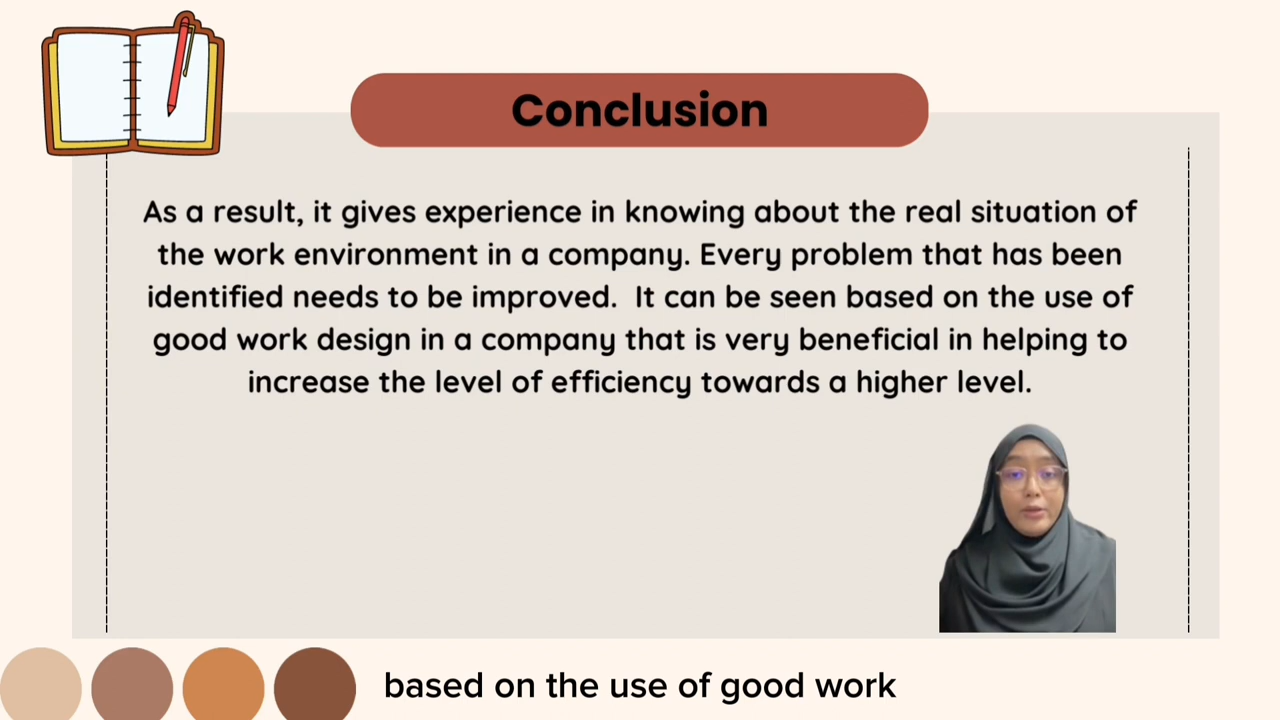 Conclusion
As a result, it gives experience in knowing about the real situation of
the work environment in a company. Every problem that has been
identified needs to be improved.  It can be seen based on the use of
good work design in a company that is very beneficial in helping to
increase the level of efficiency towards a higher level.
based on the use of good work